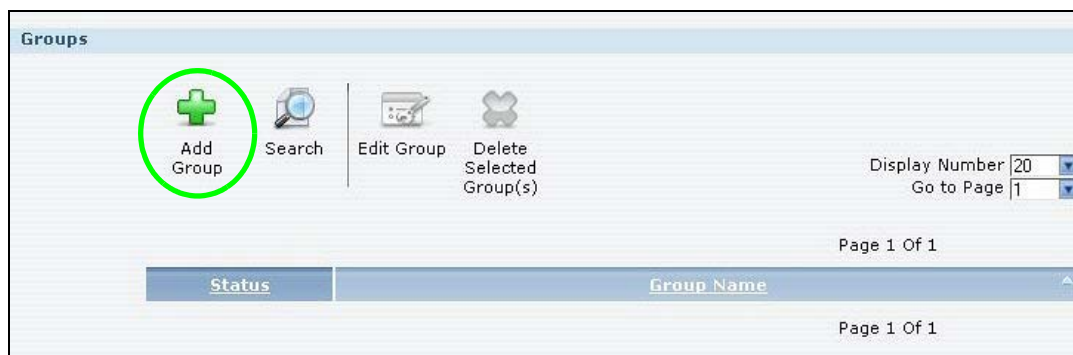 Groups
Add
Group
Search
Edit Group
Delete
Selected
Group(s)
Display Number 20
Go to Page 1
Page 1 Of 1
Status
Group Name
Page 1 Of 1